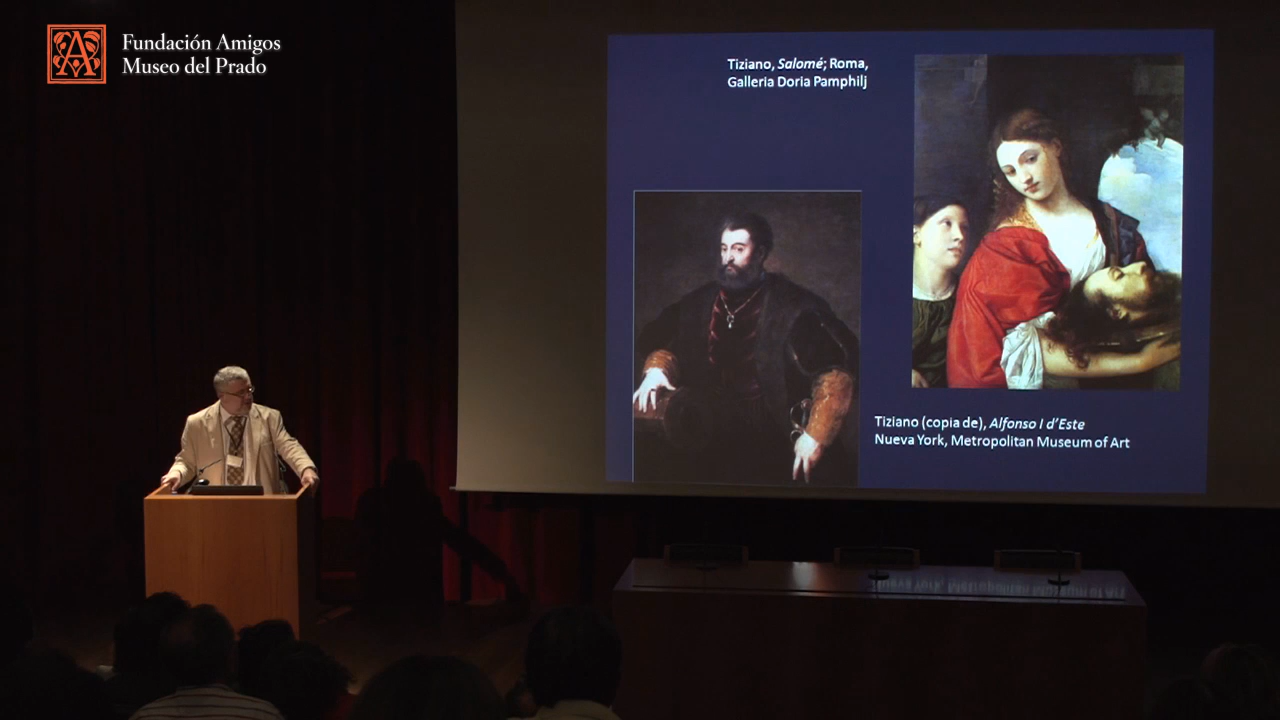 Fundación Amigos
Museo del Prado
Tiziano, Salomé; Roma,
Galleria Doria Pamphilj
Tiziano (copia de), Alfonso I d'Este
Nueva York, Metropolitan Museum of Art